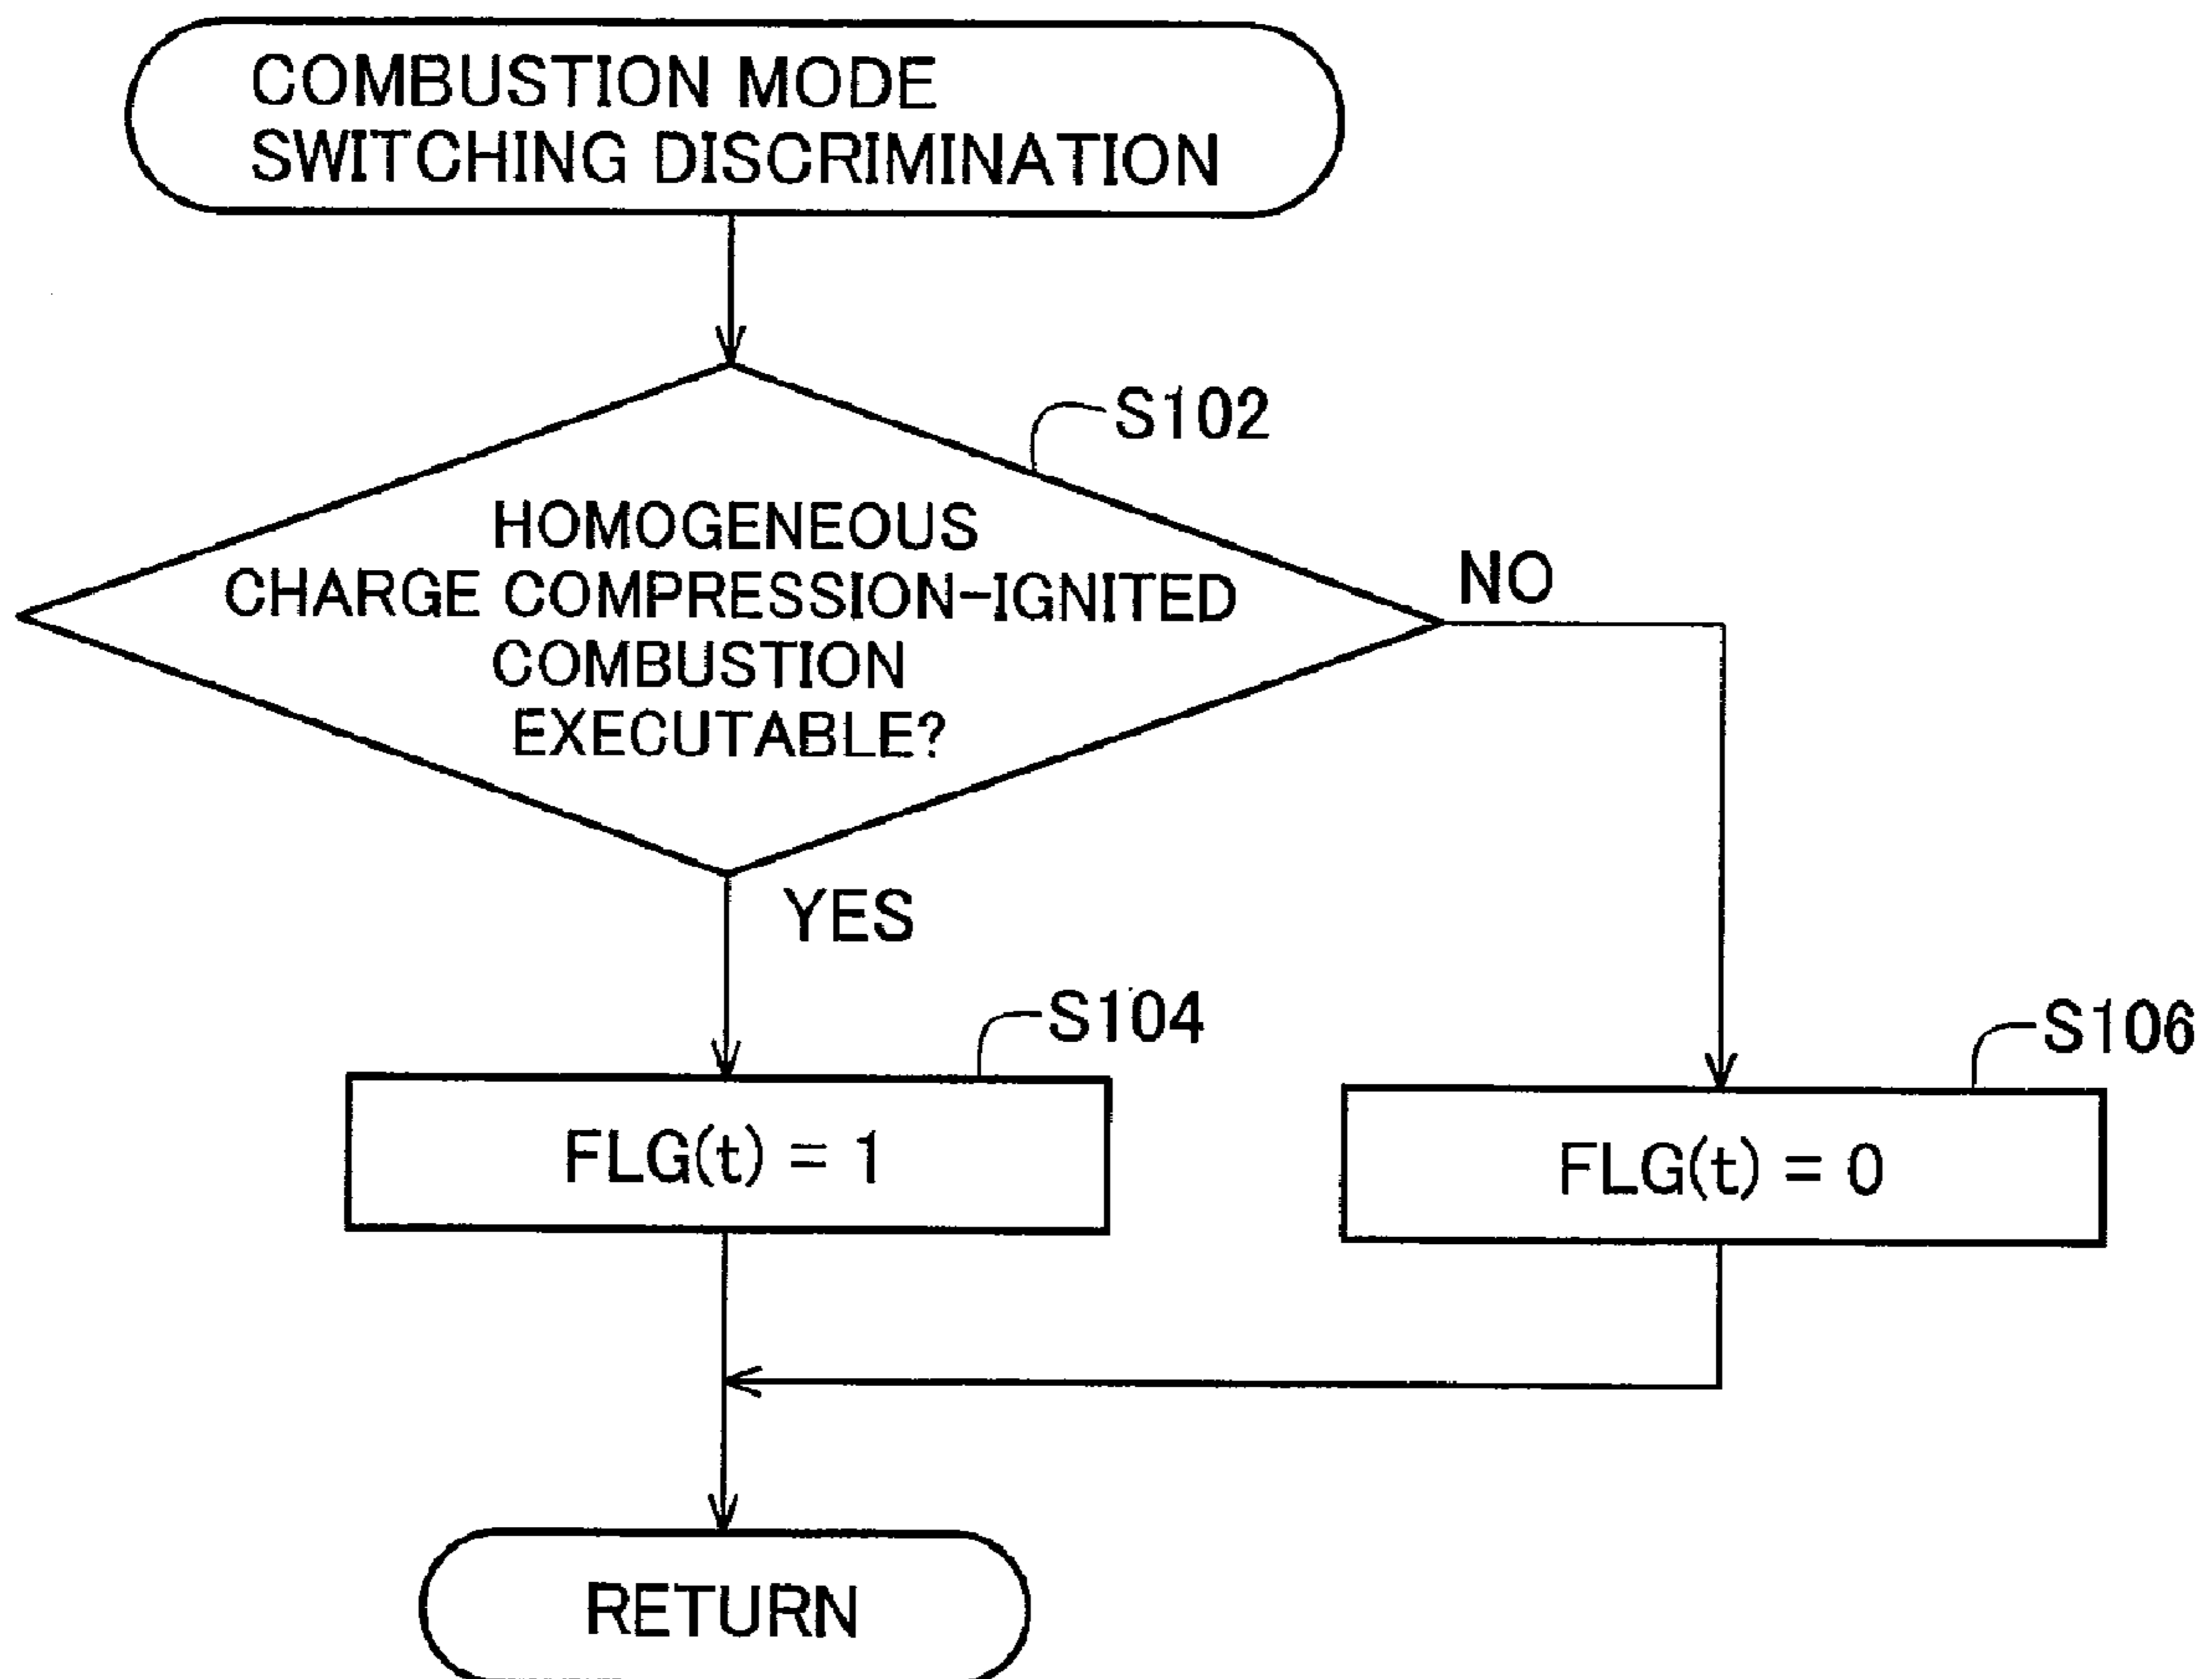 COMBUSTION MODE
SWITCHING DISCRIMINATION
S102
HOMOGENEOUS
CHARGE COMPRESSION-IGNITED
COMBUSTION
EXECUTABLE?
NO
YES
S104
FLG(t) = 1
S106
FLG(t) = 0
RETURN